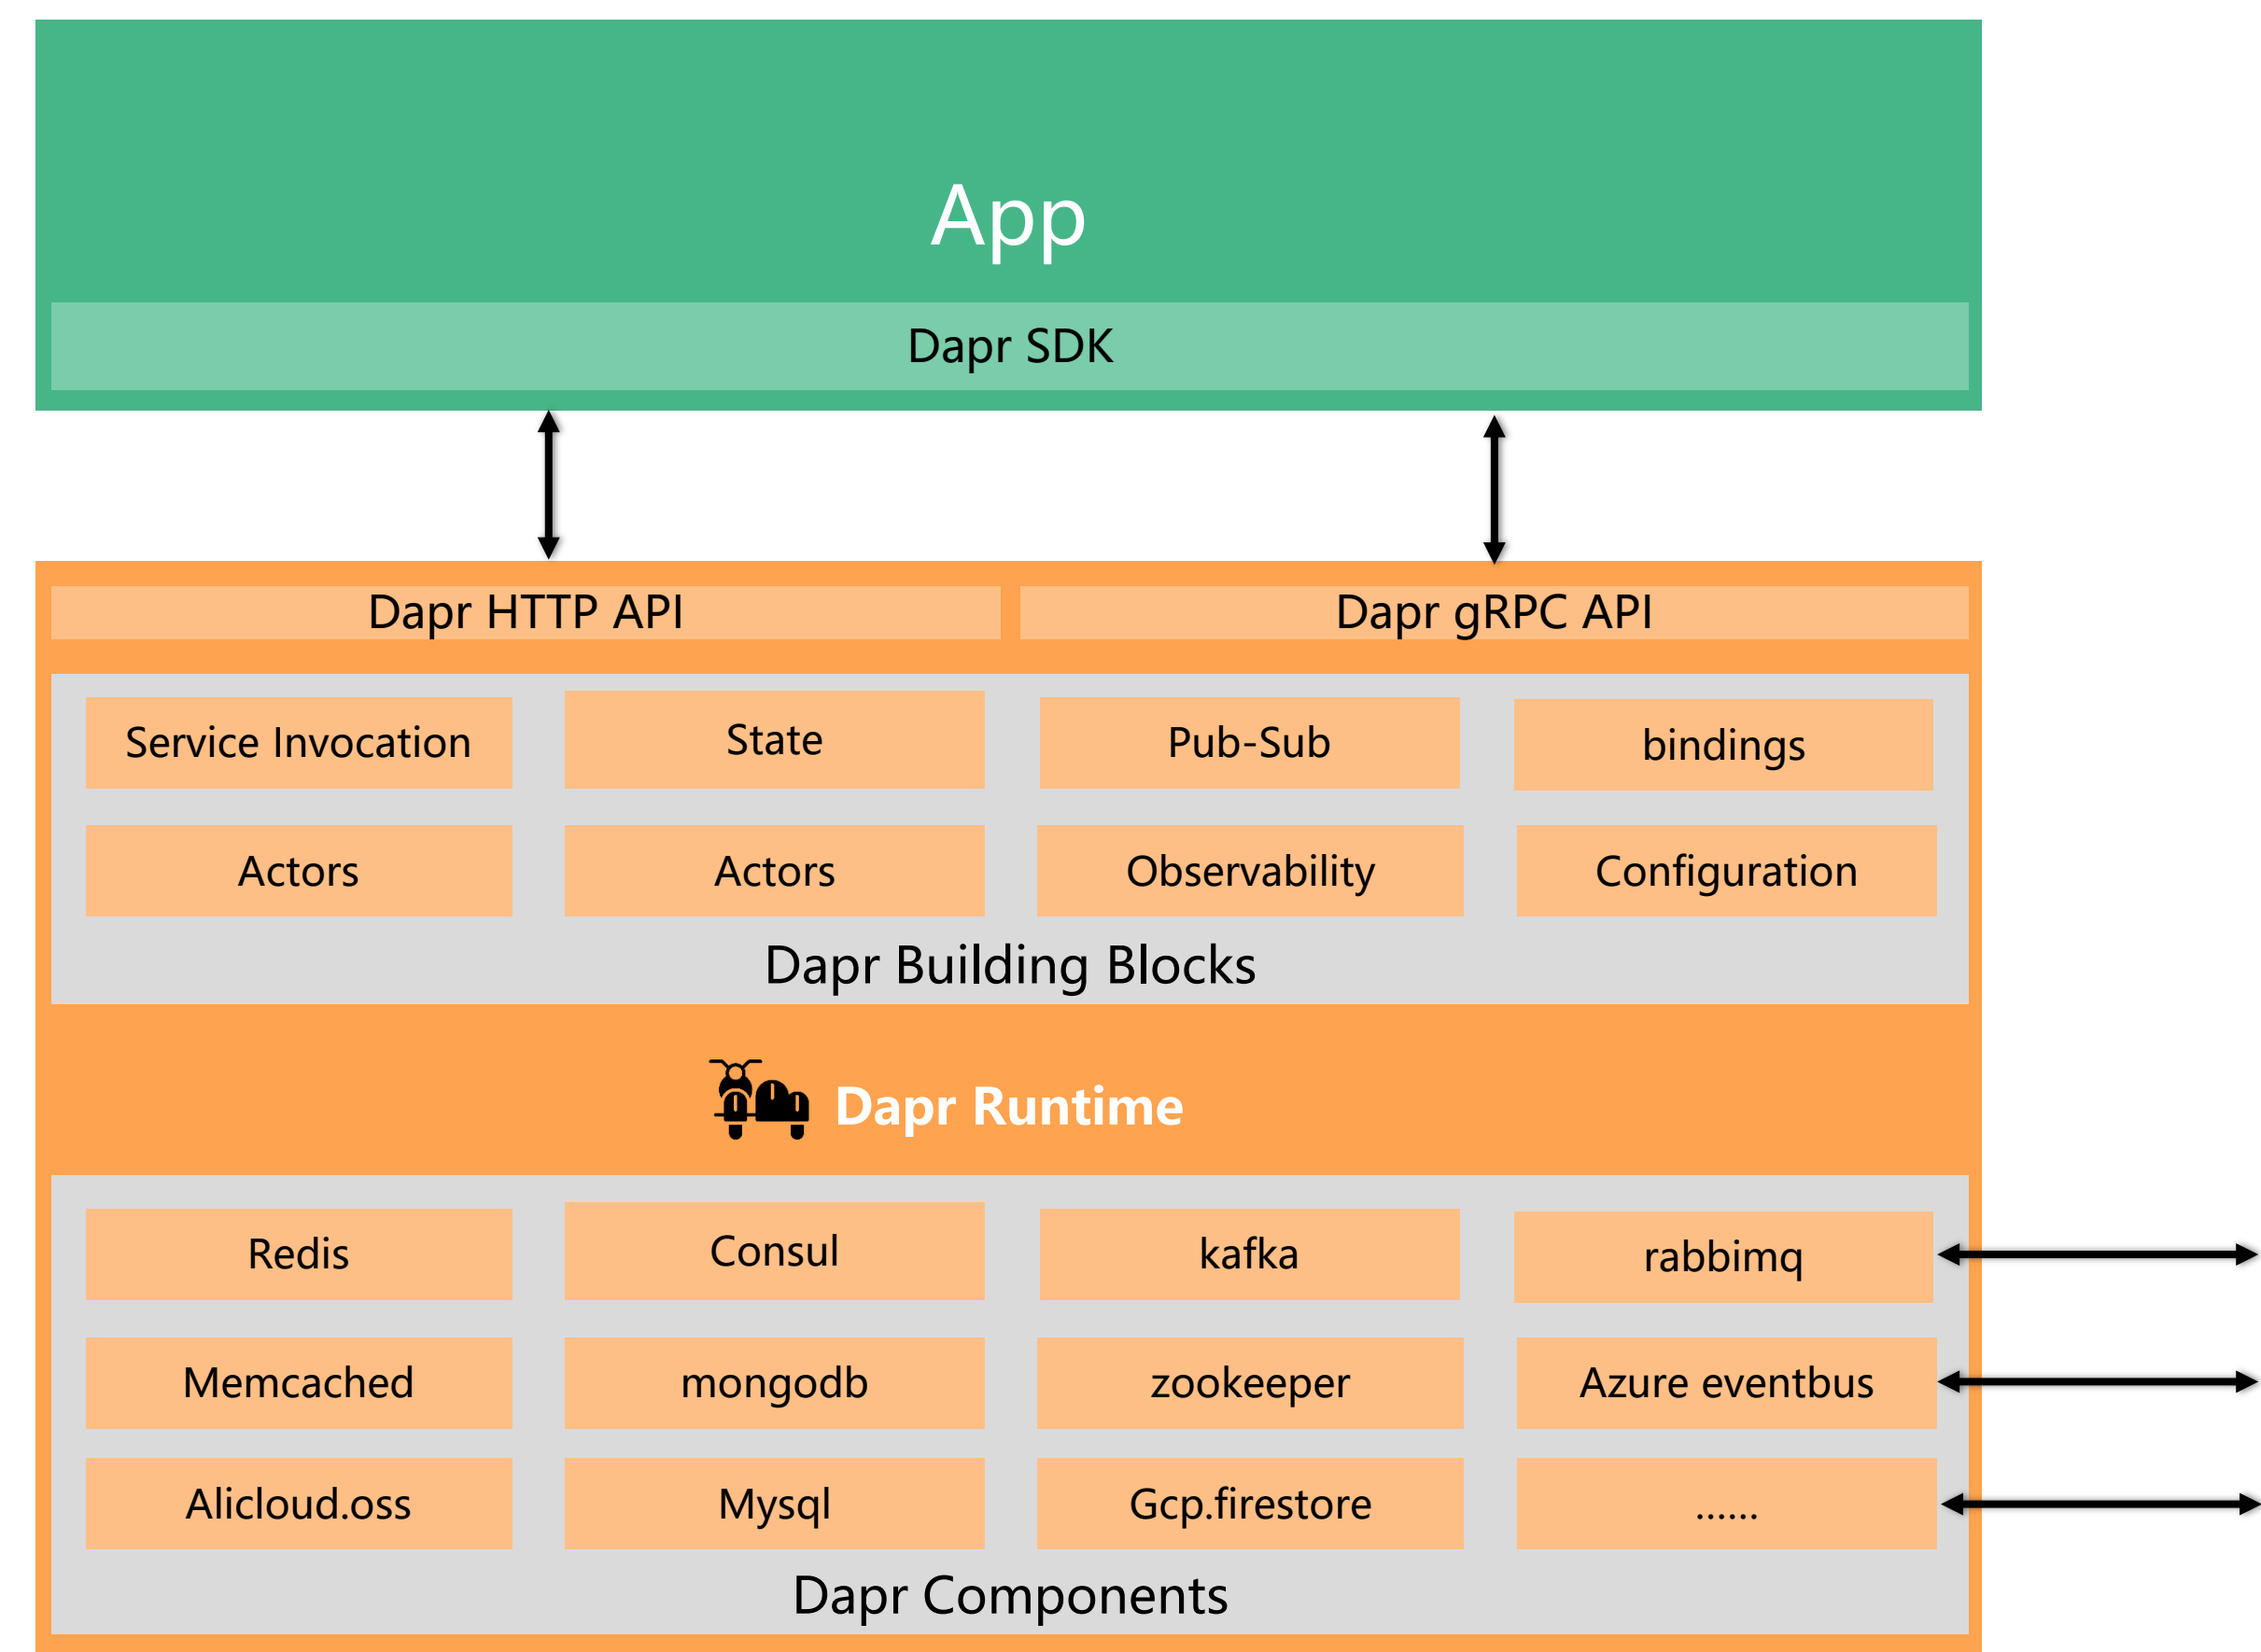 App
Dapr SDK
Dapr HTTP API
Dapr gRPC API
Service Invocation
State
Pub-Sub
bindings
Actors
Actors
Observability
Configuration
Dapr Building Blocks
Dapr Runtime
Redis
Consul
kafka
rabbimq
Memcached
mongodb
zookeeper
Azure eventbus
Alicloud.oss
Mysql
Gcp.firestore
......
Dapr Components